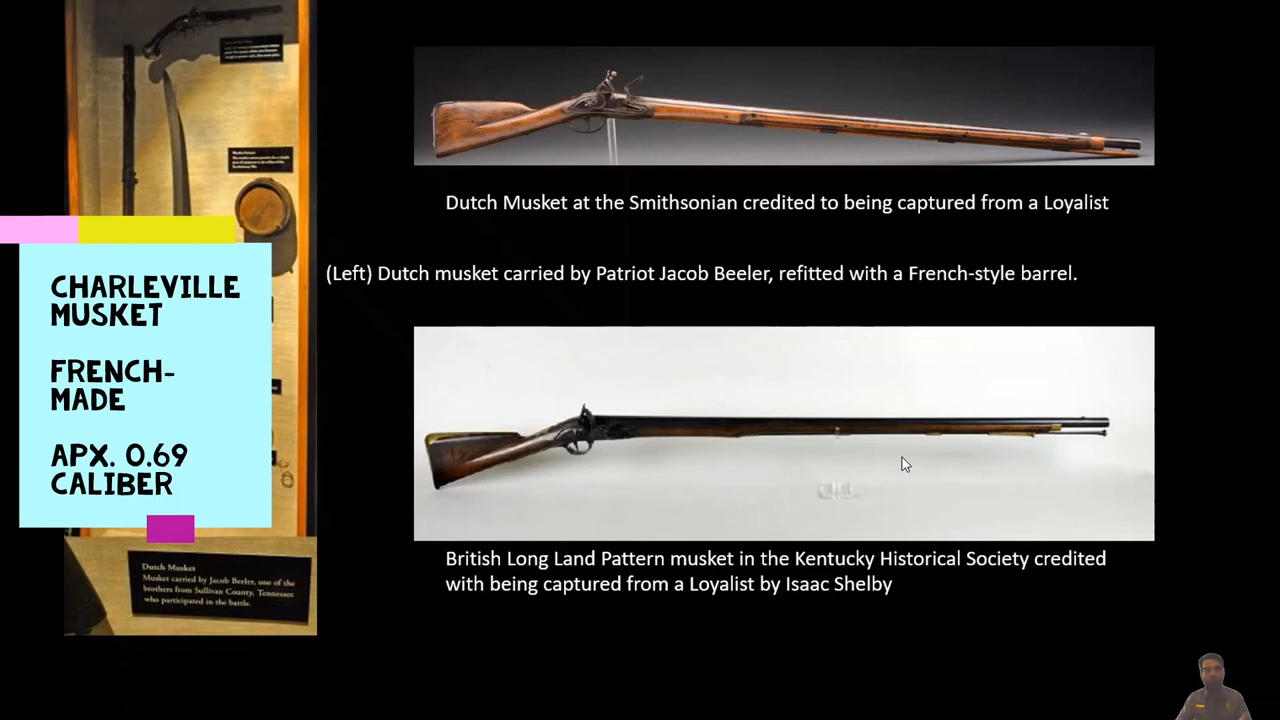 Dutch Musket at the Smithsonian credited to being captured from a Loyalist
(Left) Dutch musket carried by Patriot Jacob Beeler, refitted with a French-style barrel.
CHARLEVILLE
MUSKET
FRENCH-
MADE
APX. 0.69
CALIBER
British Long Land Pattern musket in the Kentucky Historical Society credited
with being captured from a Loyalist by Isaac Shelby
Dutch Musket
Musket carried by Jacob Beeler, one of the
brothers from Sullivan County, Tennessee
who participated in the battle.